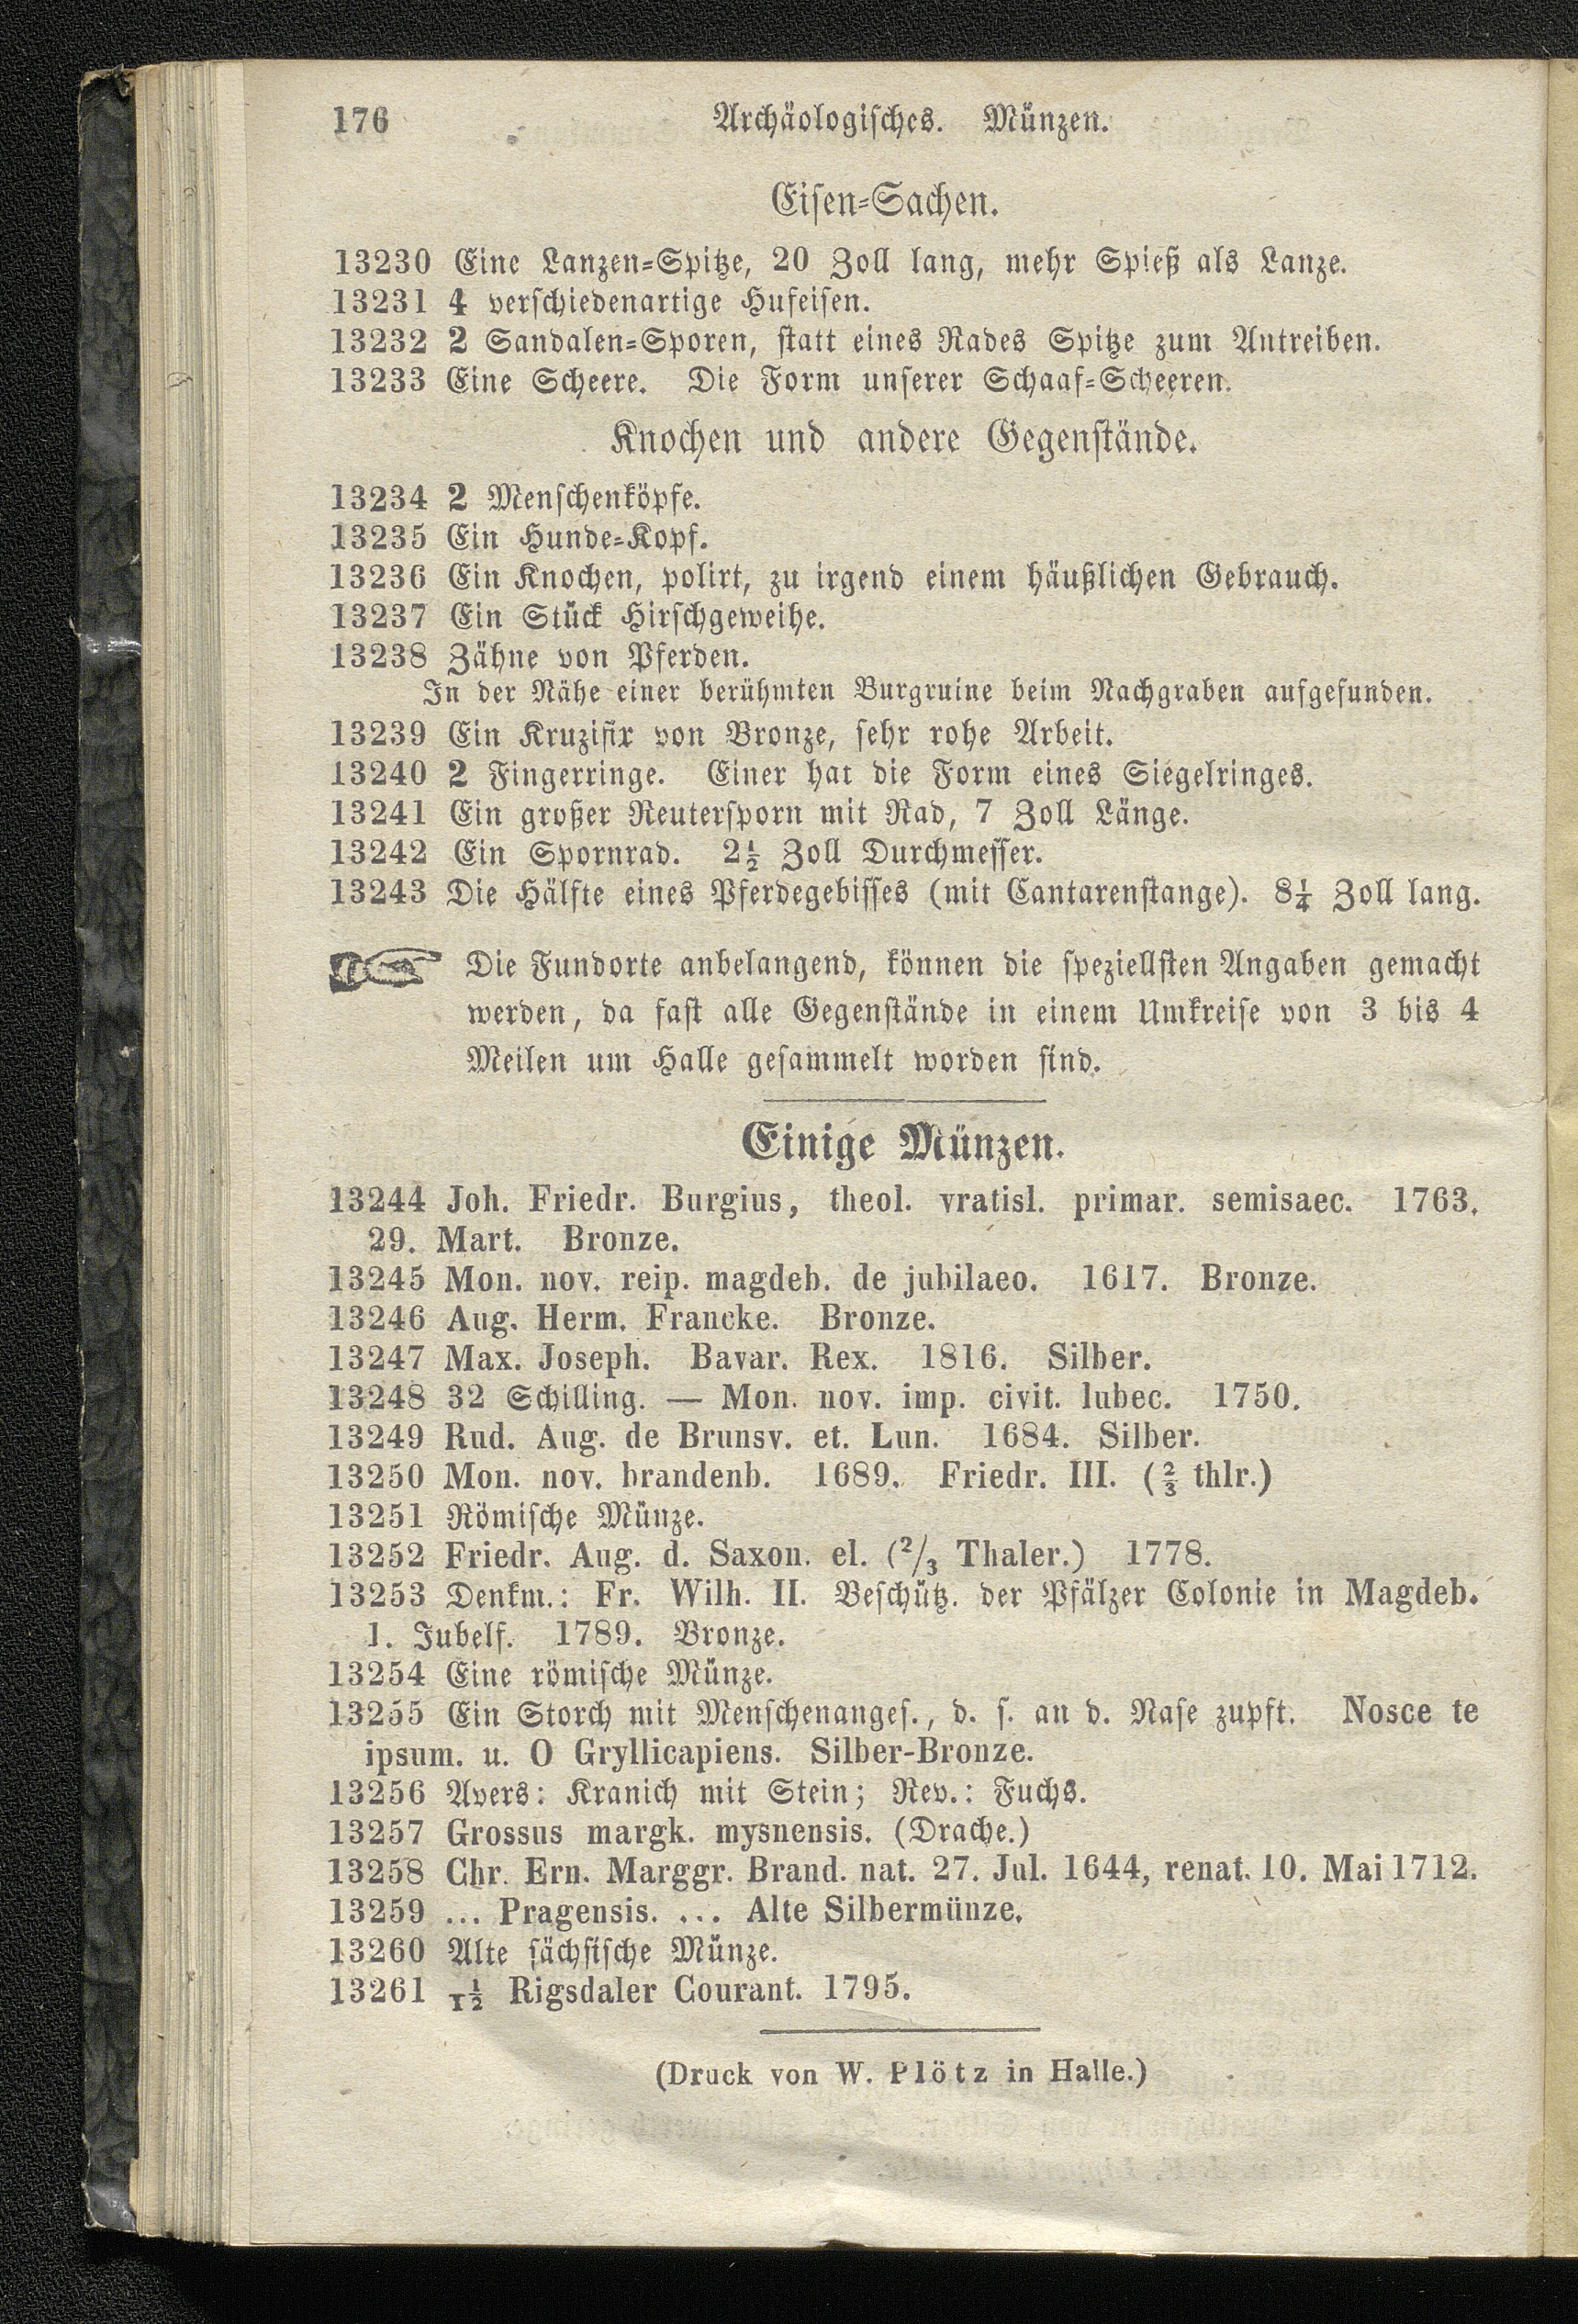 176 Archäologisches. Münzen.
Eisen-Sachen.
13230 Eine Lanzen-Spitze, 20 Zoll lang, mehr Spieß als Lanze.
13231 4 verschiedenartige Hufeisen.
13232 2 Sandalen-Sporen, statt eines Rades Spitze zum Antreiben.
13233 Eine Scheere. Die Form unserer Schaaf-Scheeren.
Knochen und andere Gegenstände.
13234 2 Menschenköpfe.
13235 Ein Hunde-Kopf.
13236 Ein Knochen, polirt, zu irgend einem häußlichen Gebrauch.
13237 Ein Stück Hirschgeweihe.
13238 Zähne von Pferden.
In der Nähe einer berühmten Burgruine beim Nachgraben aufgefunden.
13239 Ein Kruzifix von Bronze, sehr rohe Arbeit.
13240 2 Fingerringe. Einer hat die Form eines Siegelringes.
13241 Ein großer Reutersporn mit Rad, 7 Zoll Länge.
13242 Ein Spornrad. 2½ Zoll Durchmesser.
13243 Die Hälfte eines Pferdegebisses (mit Cantarenstange). 8¼ Zoll lang.
☞ Die Fundorte anbelangend, können die speziellsten Angaben gemacht
werden, da fast alle Gegenstände in einem Umkreise von 3 bis 4
Meilen um Halle gesammelt worden sind.
Einige Münzen.
13244 Joh. Friedr. Burgius, theol. vratisl. primar. semisaec. 1763.
29. Mart. Bronze.
13245 Mon. nov. reip. magdeb. de jubilaeo. 1617. Bronze.
13246 Aug. Herm. Francke. Bronze.
13247 Max. Joseph. Bavar. Rex. 1816. Silber.
13248 32 Schilling. — Mon. nov. imp. civit. lubec. 1750.
13249 Rud. Aug. de Brunsv. et. Lun. 1684. Silber.
13250 Mon. nov. brandenb. 1689. Friedr. III. (⅔ thlr.)
13251 Römische Münze.
13252 Friedr. Aug. d. Saxon. el. (2/3 Thaler.) 1778.
13253 Denkm.: Fr. Wilh. II. Beschütz. der Pfälzer Colonie in Magdeb.
1. Jubelf. 1789. Bronze.
13254 Eine römische Münze.
13255 Ein Storch mit Menschenanges., d. s. an d. Nase zupft. Nosce te
ipsum. u. O Gryllicapiens. Silber-Bronze.
13256 Avers: Kranich mit Stein; Rev.: Fuchs.
13257 Grossus margk. mysnensis. (Drache.)
13258 Chr. Ern. Marggr. Brand. nat. 27. Jul. 1644, renat. 10. Mai 1712.
13259 ... Pragensis. ... Alte Silbermünze.
13260 Alte sächsische Münze.
13261 1/12 Rigsdaler Courant. 1795.
(Druck von W. Plötz in Halle.)